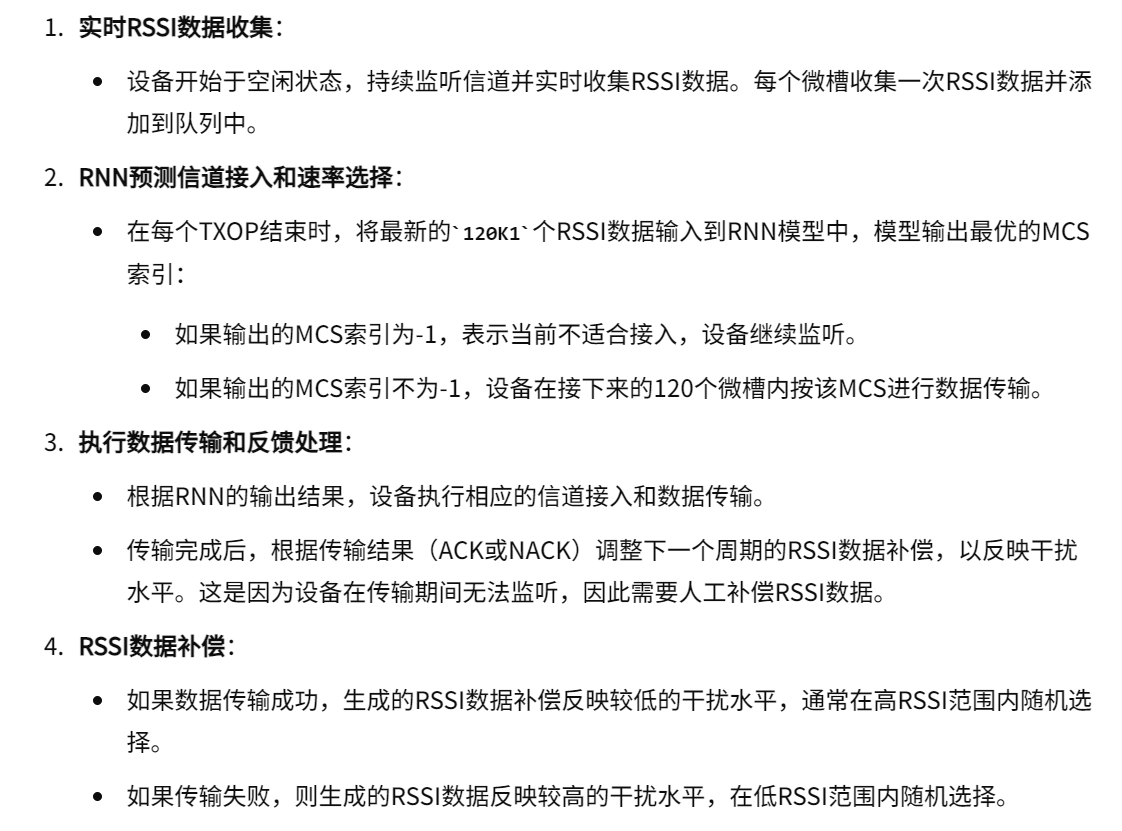 1. 实时RSSI数据收集：
• 设备开始于空闲状态，持续监听信道并实时收集RSSI数据。每个微槽收集一次RSSI数据并添
加到队列中。
2. RNN预测信道接入和速率选择：
• 在每个TXOP结束时，将最新的`120K1`个RSSI数据输入到RNN模型中，模型输出最优的MCS
索引：
• 如果输出的MCS索引为-1，表示当前不适合接入，设备继续监听。
• 如果输出的MCS索引不为-1，设备在接下来的120个微槽内按该MCS进行数据传输。
3. 执行数据传输和反馈处理：
• 根据RNN的输出结果，设备执行相应的信道接入和数据传输。
• 传输完成后，根据传输结果（ACK或NACK）调整下一个周期的RSSI数据补偿，以反映干扰
水平。这是因为设备在传输期间无法监听，因此需要人工补偿RSSI数据。
4. RSSI数据补偿：
• 如果数据传输成功，生成的RSSI数据补偿反映较低的干扰水平，通常在高RSSI范围内随机选
择。
• 如果传输失败，则生成的RSSI数据反映较高的干扰水平，在低RSSI范围内随机选择。